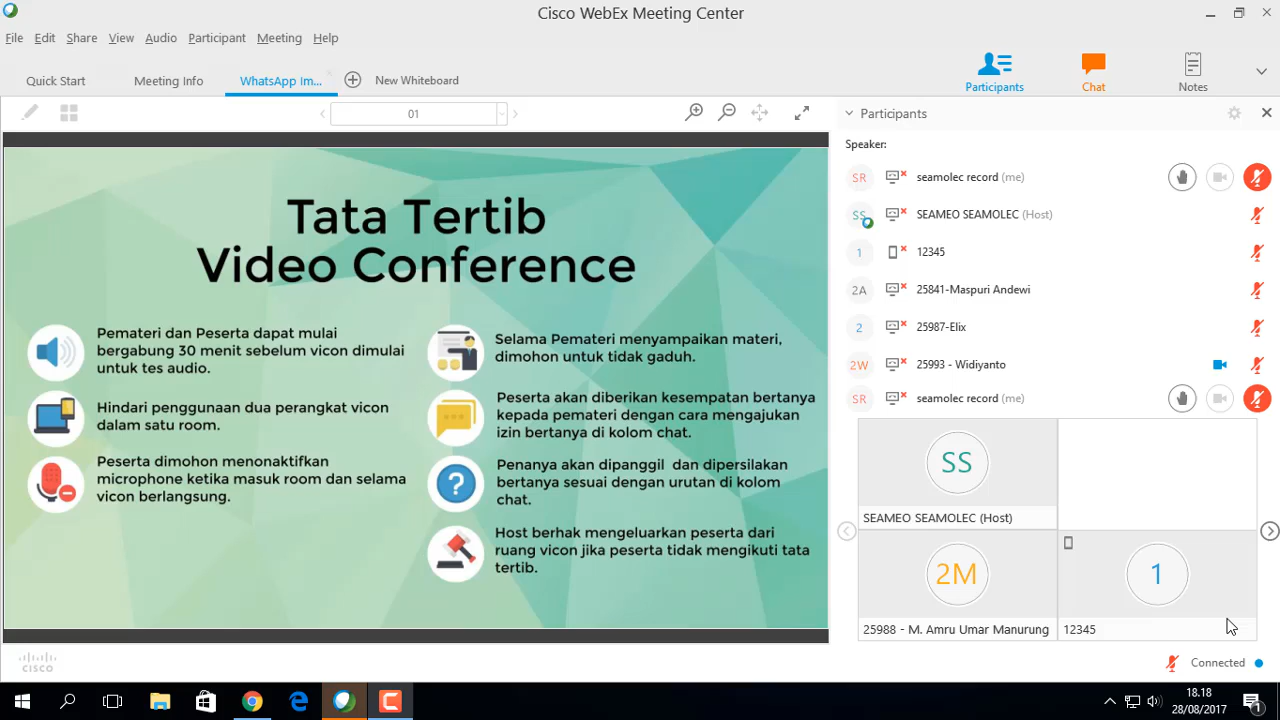 Cisco WebEx Meeting Center
File Edit Share View Audio Participant Meeting Help
Quick Start Meeting Info WhatsApp Im... New Whiteboard
Participants Chat Notes
01
Tata Tertib
Video Conference
Pemateri dan Peserta dapat mulai
bergabung 30 menit sebelum vicon dimulai
untuk tes audio.
Hindari penggunaan dua perangkat vicon
dalam satu room.
Peserta dimohon menonaktifkan
microphone ketika masuk room dan selama
vicon berlangsung.
Selama Pemateri menyampaikan materi,
dimohon untuk tidak gaduh.
Peserta akan diberikan kesempatan bertanya
kepada pemateri dengan cara mengajukan
izin bertanya di kolom chat.
Penanya akan dipanggil dan dipersilakan
bertanya sesuai dengan urutan di kolom
chat.
Host berhak mengeluarkan peserta dari
ruang vicon jika peserta tidak mengikuti tata
tertib.
Participants
Speaker:
SR seamolec record (me)
SS SEAMEO SEAMOLEC (Host)
1 12345
2A 25841-Maspuri Andewi
2 25987-Elix
2W 25993 - Widiyanto
SR seamolec record (me)
SS
SEAMEO SEAMOLEC (Host)
2M
25988 - M. Amru Umar Manurung
1
12345
cisco
Connected
18.18
28/08/2017
1